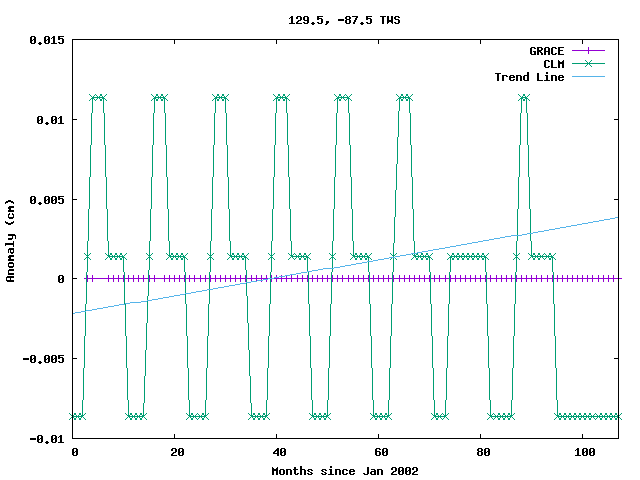 129.5, -87.5 TWS
GRACE
CLM
Trend Line
0.015
0.01
0.005
0
-0.005
-0.01
Anomaly (cm)
0 20 40 60 80 100
Months since Jan 2002